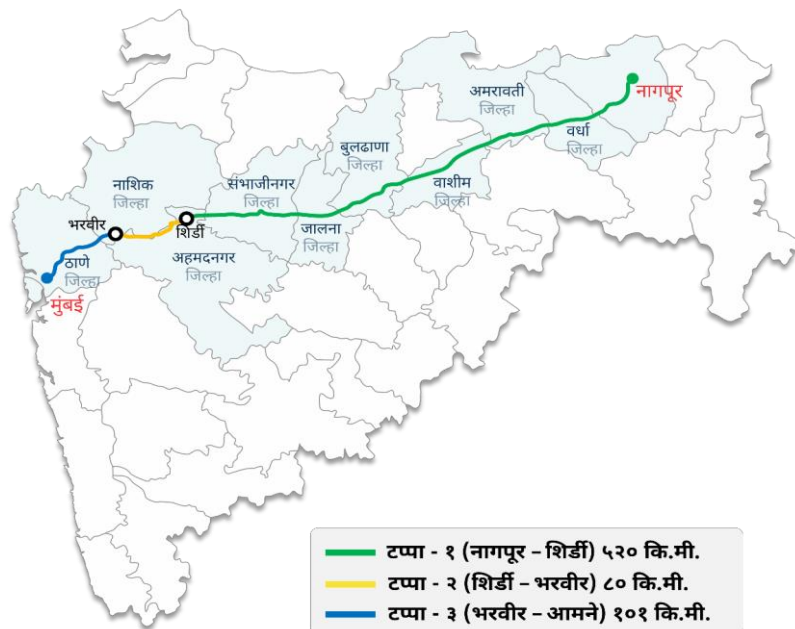 अमरावती
जिल्हा
नागपूर
वर्धा
जिल्हा
बुलढाणा
जिल्हा
वाशीम
जिल्हा
नाशिक
जिल्हा
संभाजीनगर
जिल्हा
जालना
जिल्हा
भरवीर
शिर्डी
अहमदनगर
जिल्हा
ठाणे
जिल्हा
मुंबई
टप्पा - १ (नागपूर – शिर्डी) ५२० कि.मी.
टप्पा - २ (शिर्डी – भरवीर) ८० कि.मी.
टप्पा - ३ (भरवीर – आमने) १०१ कि.मी.